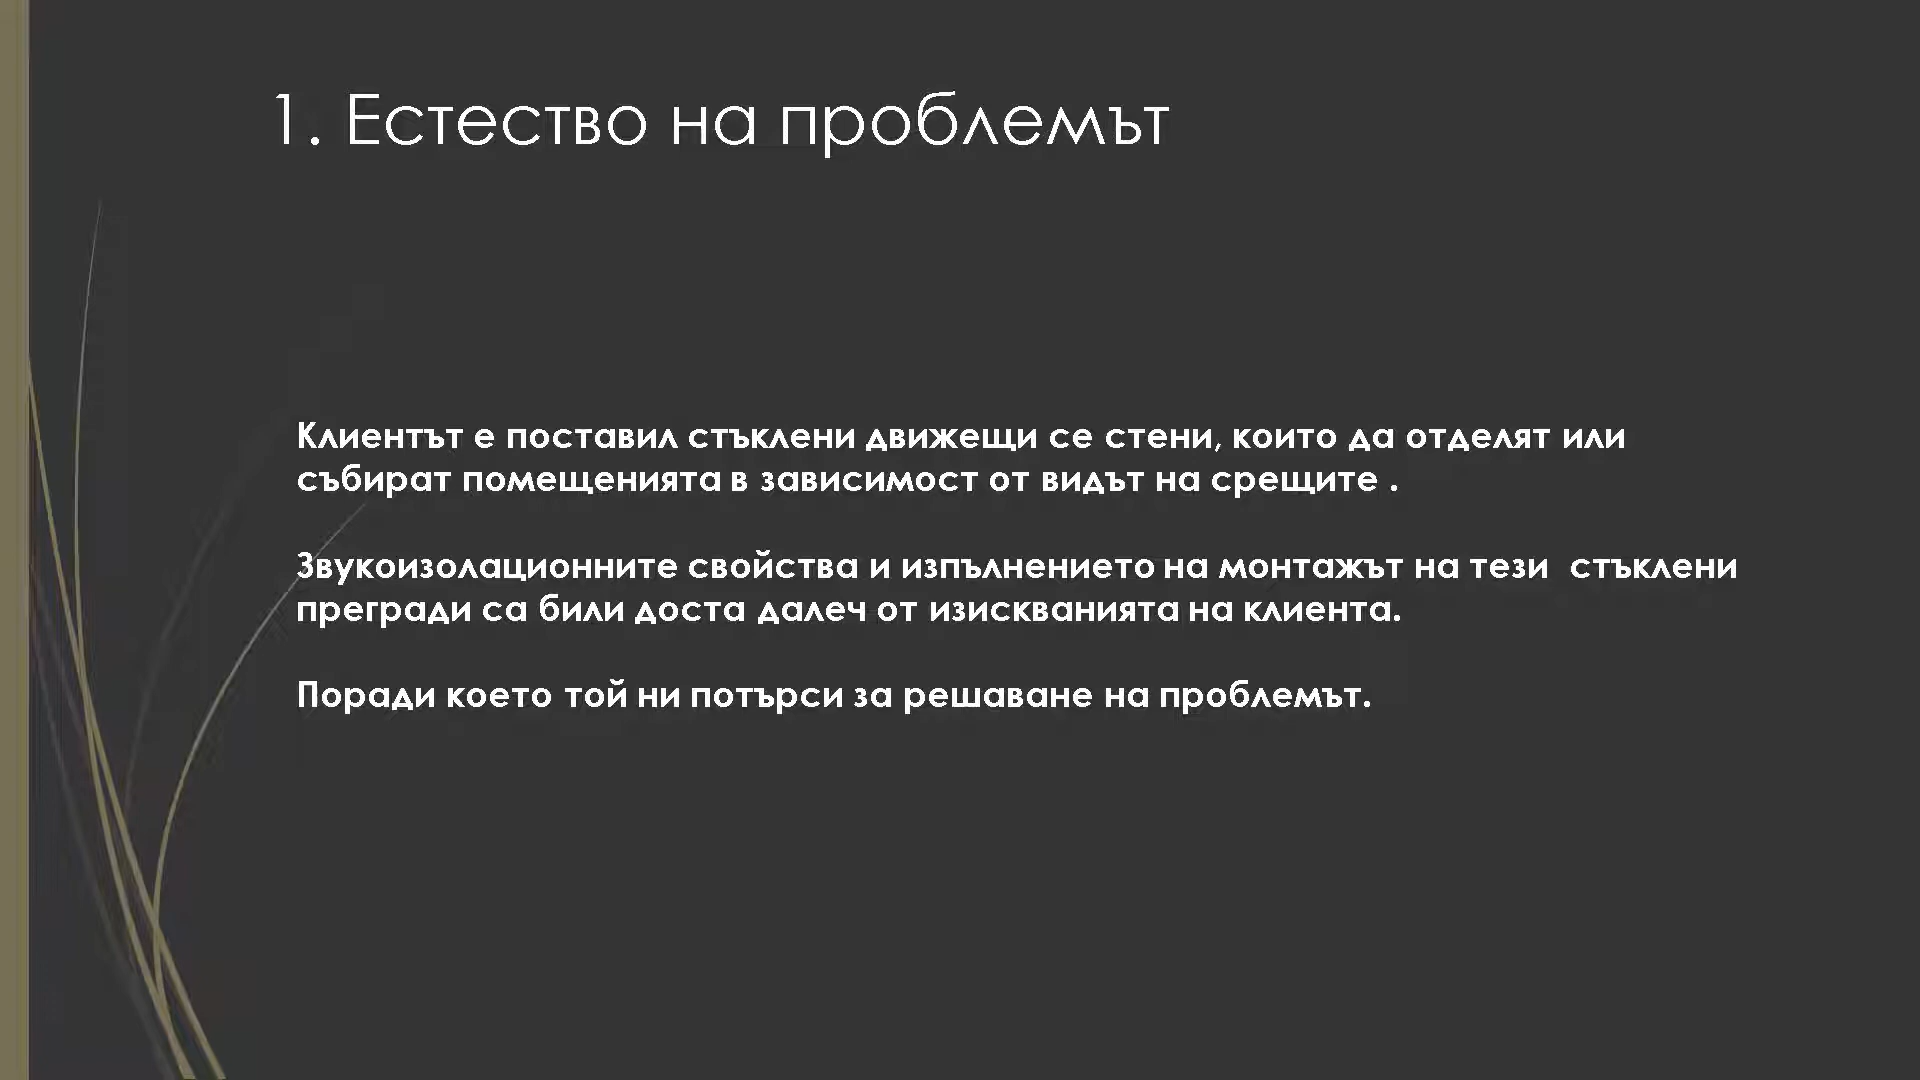 1. Естество на проблемът
Клиентът е поставил стъклени движещи се стени, които да отделят или
събират помещенията в зависимост от видът на срещите .
Звукоизолационните свойства и изпълнението на монтажът на тези  стъклени
прегради са били доста далеч от изискванията на клиента.
Поради което той ни потърси за решаване на проблемът.